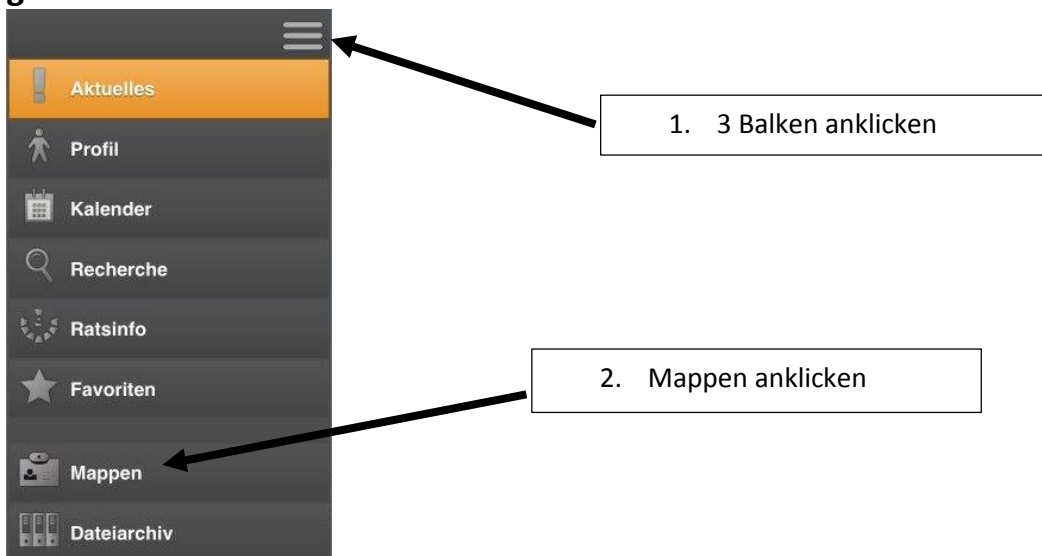 Aktuelles
1. 3 Balken anklicken
Profil
Kalender
Recherche
Ratsinfo
2. Mappen anklicken
Favoriten
Mappen
Dateiarchiv